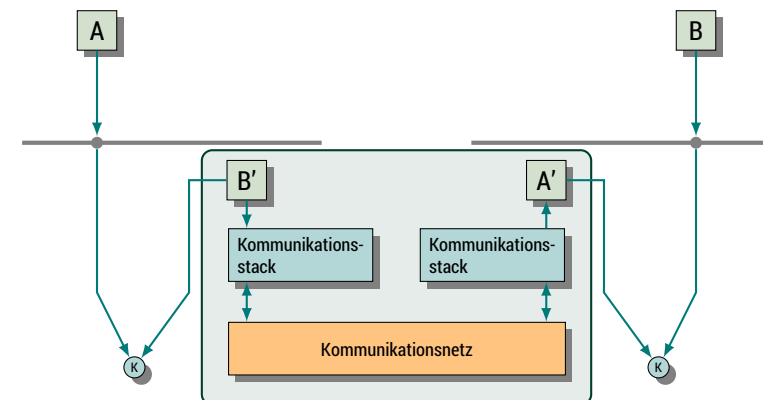 A
B
B′
A′
Kommunikations-
stack
Kommunikations-
stack
Kommunikationsnetz
K
K